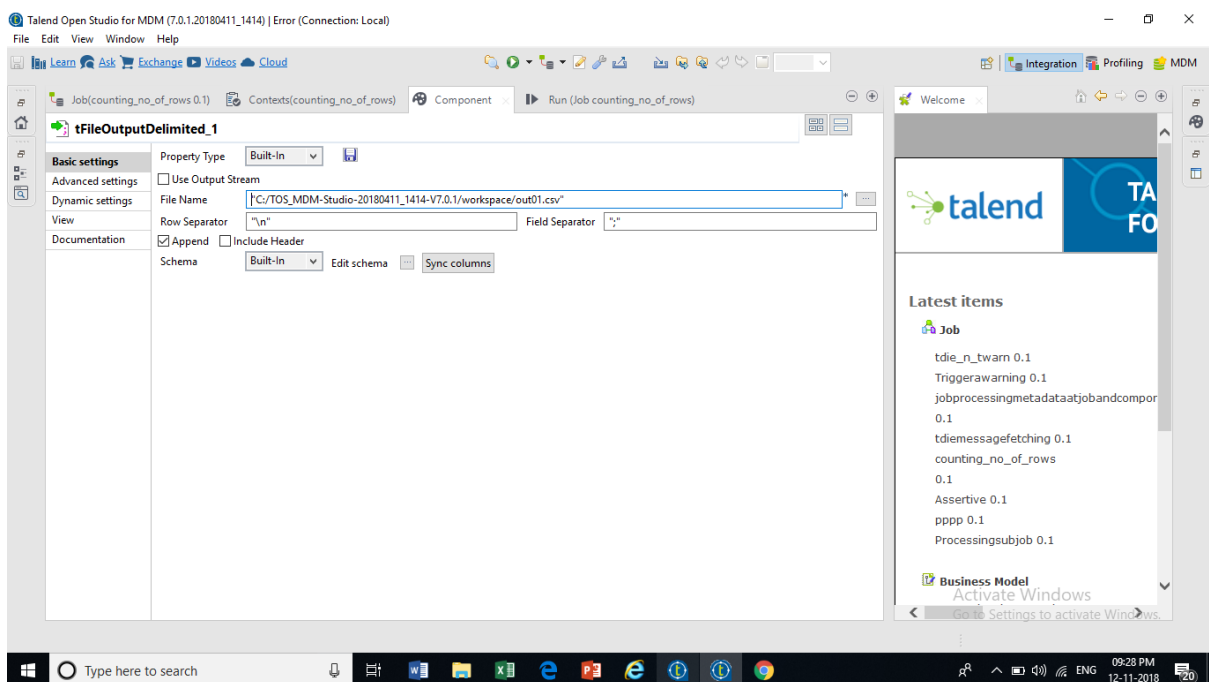 Talend Open Studio for MDM (7.0.1.20180411_1414) | Error (Connection: Local)
File Edit View Window Help
Learn Ask Exchange Videos Cloud
Integration Profiling MDM
Job(counting_no_of_rows 0.1) Contexts(counting_no_of_rows) Component Run (Job counting_no_of_rows)
tFileOutputDelimited_1
Basic settings
Advanced settings
Dynamic settings
View
Documentation
Property Type Built-In
Use Output Stream
File Name "C:/TOS_MDM-Studio-20180411_1414-V7.0.1/workspace/out01.csv" * ...
Row Separator "\n" Field Separator ";"
Append Include Header
Schema Built-In Edit schema ... Sync columns
Welcome
talend
TA
FO
Latest items
Job
tdie_n_twarn 0.1
Triggerawarning 0.1
jobprocessingmetadataatjobandcompor
0.1
tdiemessagefetching 0.1
counting_no_of_rows
0.1
Assertive 0.1
pppp 0.1
Processingsubjob 0.1
Business Model
Activate Windows
Go to Settings to activate Windows.
Type here to search
ENG
09:28 PM
12-11-2018
20